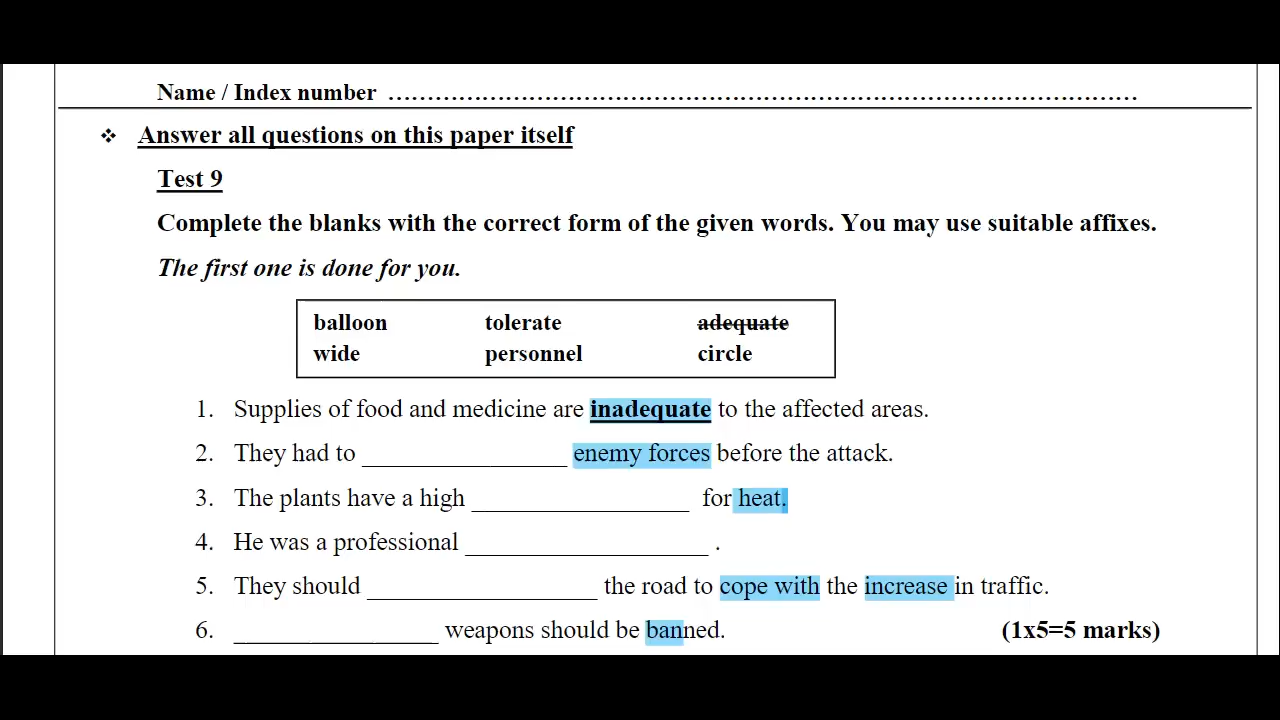 Name / Index number ……………………………………………………………………………………
❖ Answer all questions on this paper itself
Test 9
Complete the blanks with the correct form of the given words. You may use suitable affixes.
The first one is done for you.
balloon tolerate adequate
wide personnel circle
1. Supplies of food and medicine are inadequate to the affected areas.
2. They had to ________________ enemy forces before the attack.
3. The plants have a high _________________ for heat.
4. He was a professional ___________________ .
5. They should __________________ the road to cope with the increase in traffic.
6. ________________ weapons should be banned. (1x5=5 marks)